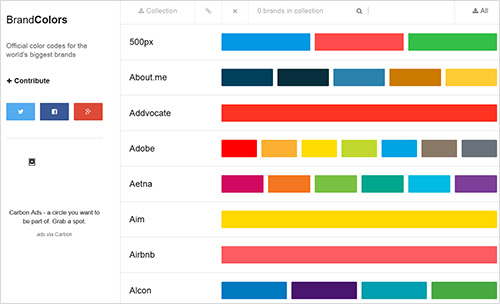 BrandColors
Official color codes for the
world's biggest brands
+ Contribute
Carbon Ads - a circle you want to
be part of. Grab a spot.
ads via Carbon
Collection
0 brands in collection
All
500px
About.me
Addvocate
Adobe
Aetna
Aim
Airbnb
Alcon